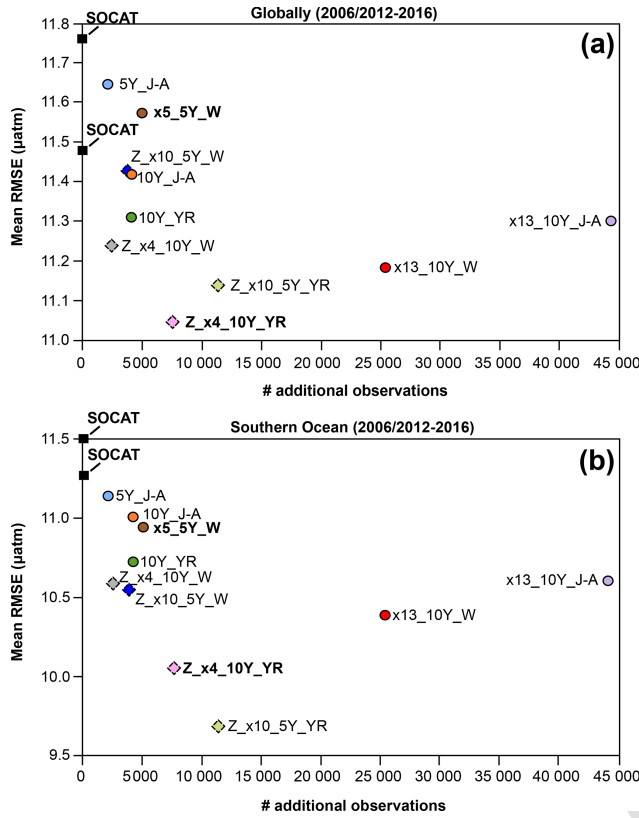 Globally (2006/2012-2016)
11.8
SOCAT
(a)
11.7
5Y_J-A
11.6
x5_5Y_W
SOCAT
11.5
Z_x10_5Y_W
11.4
10Y_J-A
11.3
10Y_YR
x13_10Y_J-A
Z_x4_10Y_W
11.2
x13_10Y_W
Z_x10_5Y_YR
11.1
Z_x4_10Y_YR
11.0
Mean RMSE (µatm)
0 5000 10 000 15 000 20 000 25 000 30 000 35 000 40 000 45 000
# additional observations
SOCAT
Southern Ocean (2006/2012-2016)
11.5
SOCAT
(b)
5Y_J-A
11.0
10Y_J-A
x5_5Y_W
10Y_YR
Z_x4_10Y_W
x13_10Y_J-A
10.5
Z_x10_5Y_W
x13_10Y_W
Z_x4_10Y_YR
10.0
Z_x10_5Y_YR
9.5
Mean RMSE (µatm)
0 5000 10 000 15 000 20 000 25 000 30 000 35 000 40 000 45 000
# additional observations